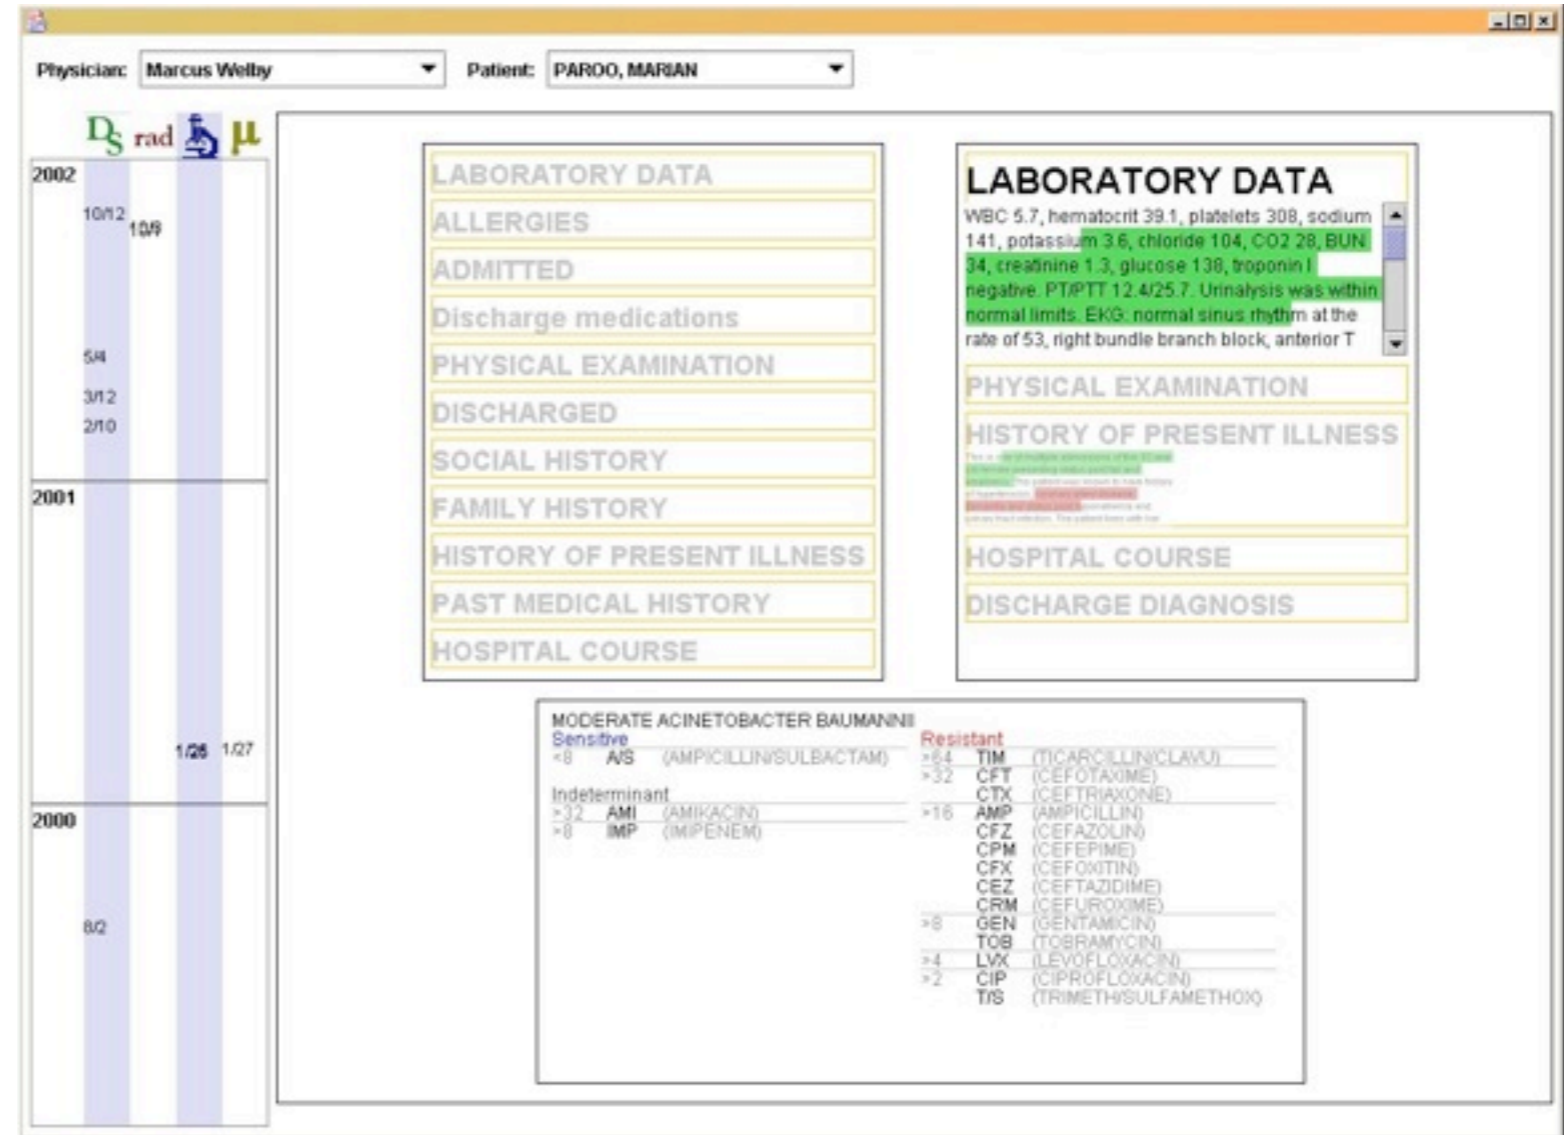 Physician: Marcus Welby Patient: PAROO, MARIAN
DS rad μ
2002
10/12
10/9
5/4
3/12
2/10
2001
1/26 1/27
2000
8/2
LABORATORY DATA
ALLERGIES
ADMITTED
Discharge medications
PHYSICAL EXAMINATION
DISCHARGED
SOCIAL HISTORY
FAMILY HISTORY
HISTORY OF PRESENT ILLNESS
PAST MEDICAL HISTORY
HOSPITAL COURSE
LABORATORY DATA
WBC 5.7, hematocrit 39.1, platelets 308, sodium
141, potassium 3.6, chloride 104, CO2 28, BUN
34, creatinine 1.3, glucose 138, troponin I
negative. PT/PTT 12.4/25.7. Urinalysis was within
normal limits. EKG: normal sinus rhythm at the
rate of 53, right bundle branch block, anterior T
PHYSICAL EXAMINATION
HISTORY OF PRESENT ILLNESS
HOSPITAL COURSE
DISCHARGE DIAGNOSIS
MODERATE ACINETOBACTER BAUMANNII
Sensitive
<8 A/S (AMPICILLIN/SULBACTAM)
Indeterminant
>32 AMI (AMIKACIN)
>8 IMP (IMIPENEM)
Resistant
>64 TIM (TICARCILLIN/CLAVU)
>32 CFT (CEFOTAXIME)
CTX (CEFTRIAXONE)
>16 AMP (AMPICILLIN)
CFZ (CEFAZOLIN)
CPM (CEFEPIME)
CFX (CEFOXITIN)
CEZ (CEFTAZIDIME)
CRM (CEFUROXIME)
>8 GEN (GENTAMICIN)
TOB (TOBRAMYCIN)
>4 LVX (LEVOFLOXACIN)
>2 CIP (CIPROFLOXACIN)
T/S (TRIMETH/SULFAMETHOX)